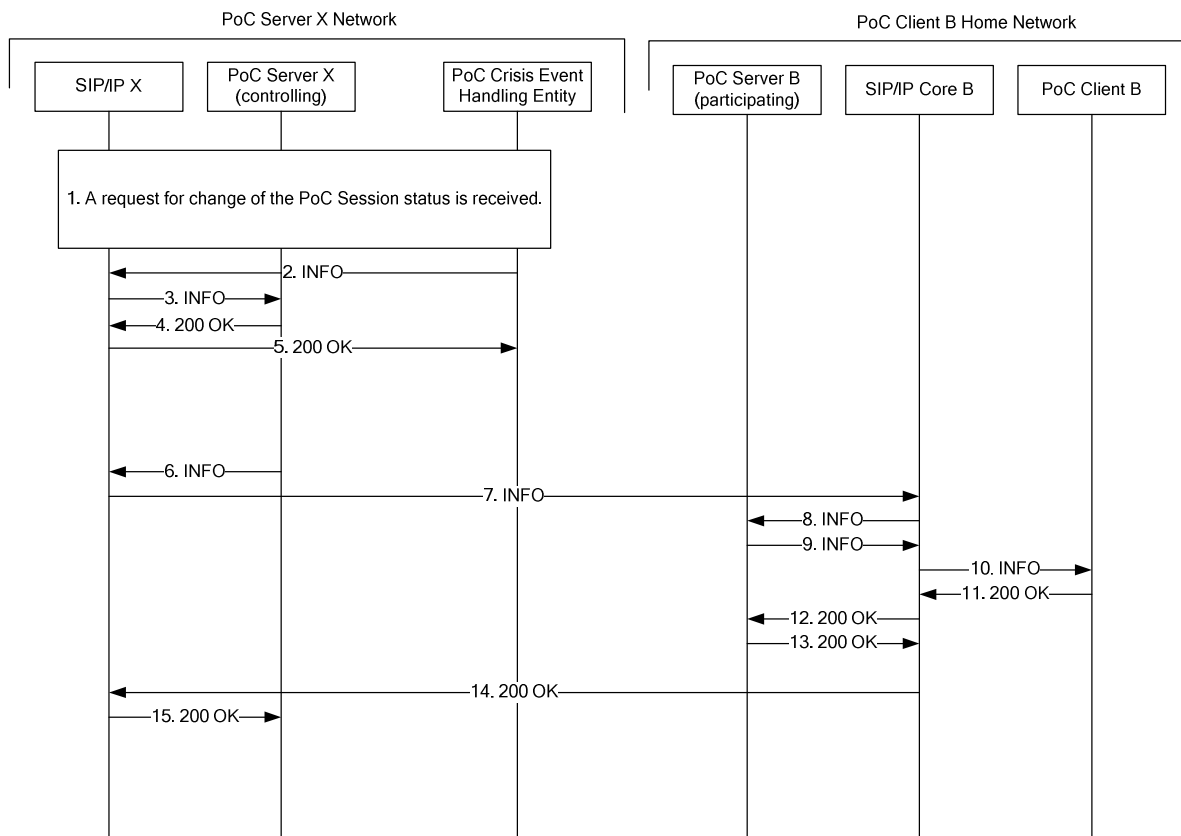 PoC Server X Network
PoC Client B Home Network
SIP/IP X
PoC Server X
(controlling)
PoC Crisis Event
Handling Entity
PoC Server B
(participating)
SIP/IP Core B
PoC Client B
1. A request for change of the PoC Session status is received.
2. INFO
3. INFO
4. 200 OK
5. 200 OK
6. INFO
7. INFO
8. INFO
9. INFO
10. INFO
11. 200 OK
12. 200 OK
13. 200 OK
14. 200 OK
15. 200 OK